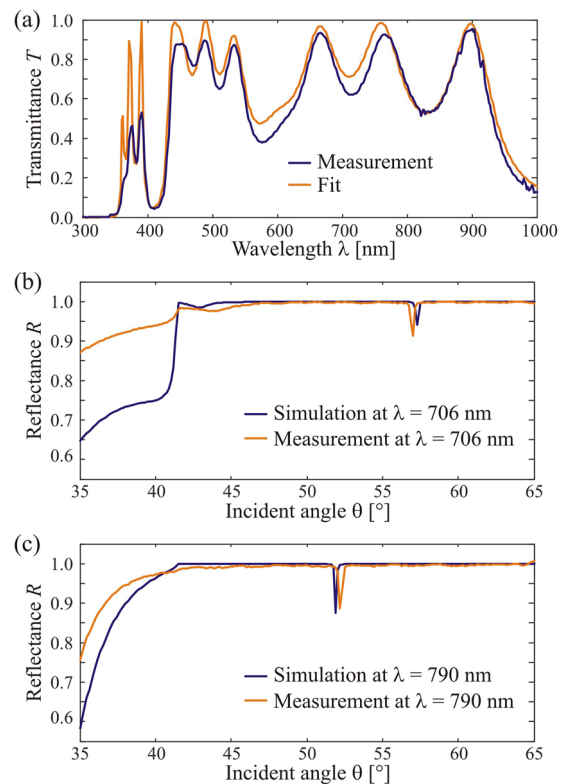 (a)
Transmittance T
1.0
0.8
0.6
0.4
0.2
0.0
Measurement
Fit
300 400 500 600 700 800 900 1000
Wavelength λ [nm]
(b)
Reflectance R
1.0
0.9
0.8
0.7
0.6
Simulation at λ = 706 nm
Measurement at λ = 706 nm
35 40 45 50 55 60 65
Incident angle θ [°]
(c)
Reflectance R
1.0
0.9
0.8
0.7
0.6
Simulation at λ = 790 nm
Measurement at λ = 790 nm
35 40 45 50 55 60 65
Incident angle θ [°]